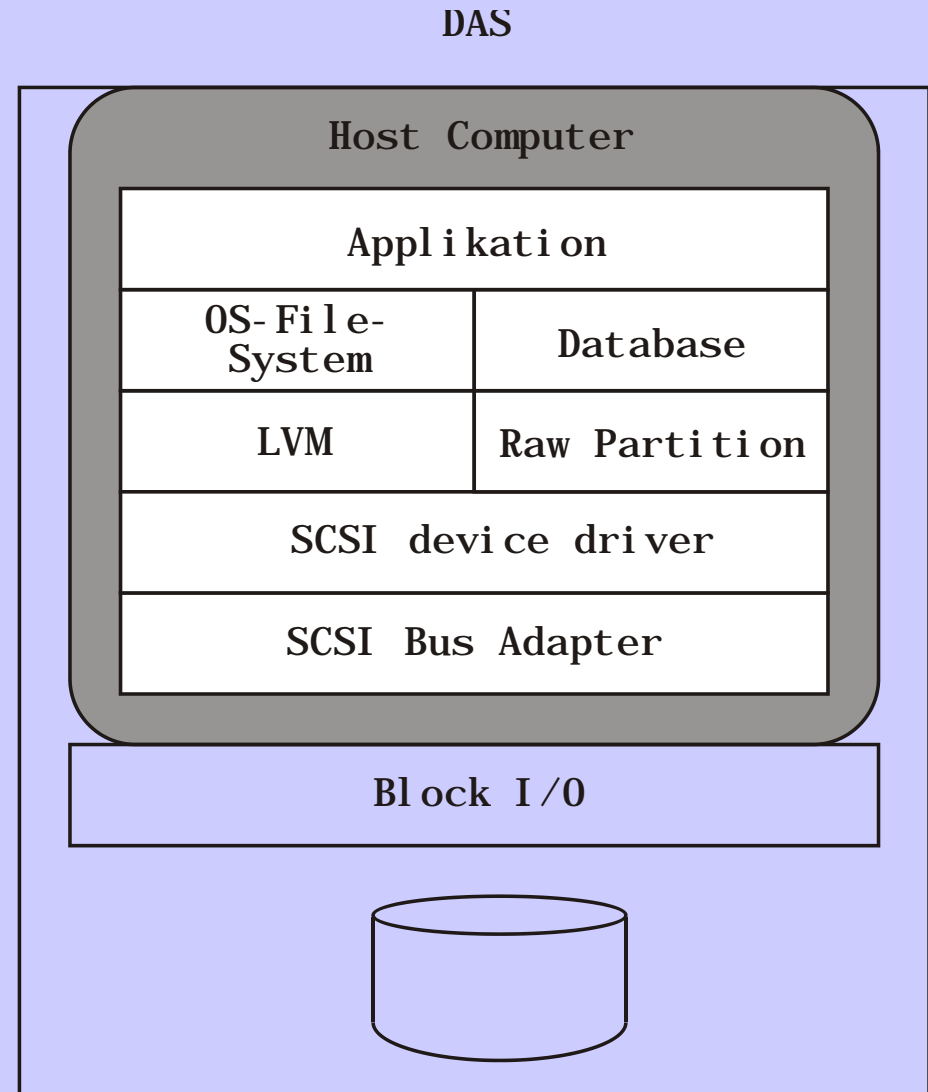 DAS
Host Computer
Applikation
OS-File-
System
Database
LVM
Raw Partition
SCSI device driver
SCSI Bus Adapter
Block I/O